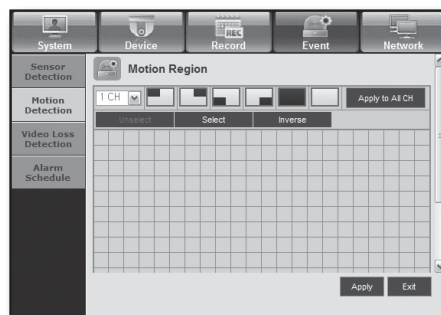 REC
System Device Record Event Network
Sensor Detection
Motion Detection
Video Loss Detection
Alarm Schedule
Motion Region
1 CH Apply to All CH
Unselect Select Inverse
Apply Exit